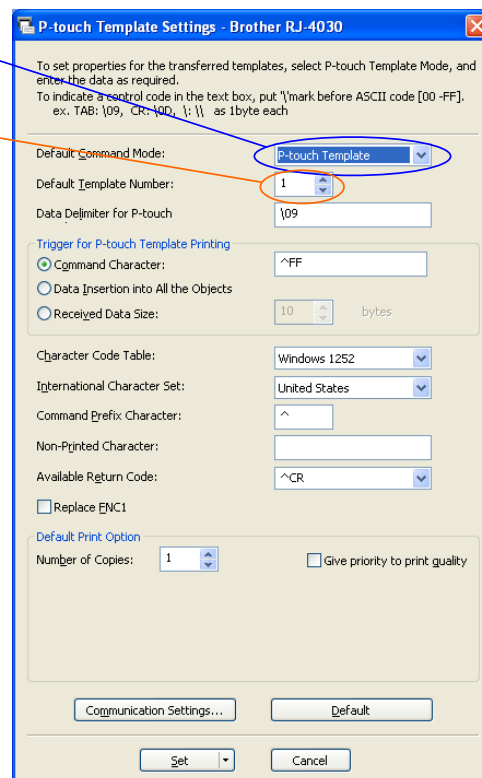 P-touch Template Settings - Brother RJ-4030
To set properties for the transferred templates, select P-touch Template Mode, and
enter the data as required.
To indicate a control code in the text box, put '\'mark before ASCII code [00 -FF].
ex. TAB: \09, CR: \0D, \: \\ as 1byte each
Default Command Mode: P-touch Template
Default Template Number: 1
Data Delimiter for P-touch \09
Trigger for P-touch Template Printing
Command Character: ^FF
Data Insertion into All the Objects
Received Data Size: 10 bytes
Character Code Table: Windows 1252
International Character Set: United States
Command Prefix Character: ^
Non-Printed Character:
Available Return Code: ^CR
Replace FNC1
Default Print Option
Number of Copies: 1 Give priority to print quality
Communication Settings... Default
Set Cancel